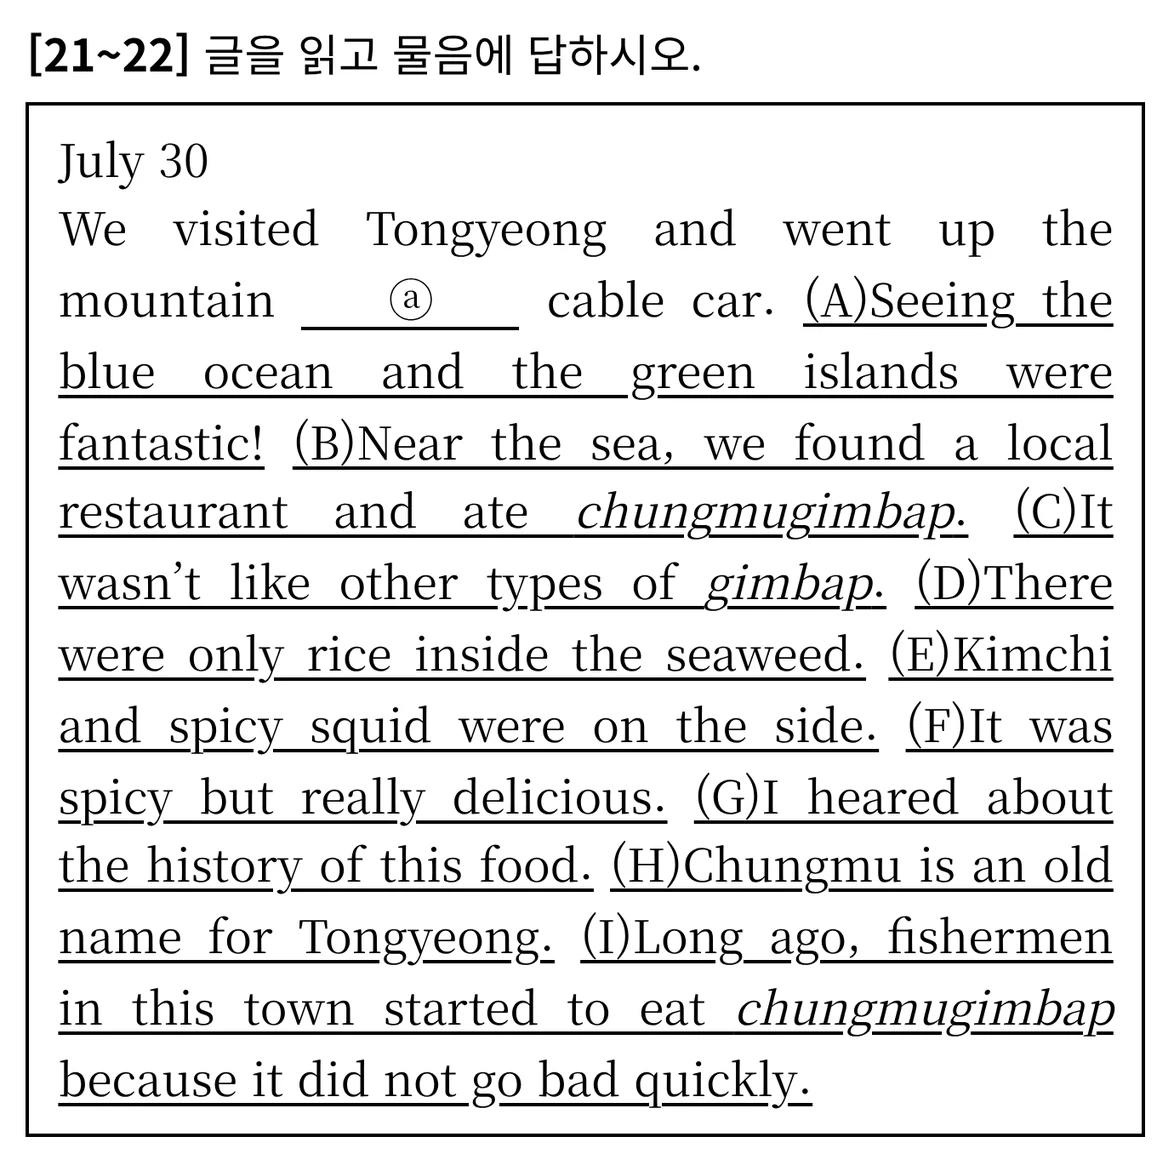 [21~22] 글을 읽고 물음에 답하시오.
July 30
We visited Tongyeong and went up the
mountain ⓐ cable car. (A)Seeing the
blue ocean and the green islands were
fantastic! (B)Near the sea, we found a local
restaurant and ate chungmugimbap. (C)It
wasn't like other types of gimbap. (D)There
were only rice inside the seaweed. (E)Kimchi
and spicy squid were on the side. (F)It was
spicy but really delicious. (G)I heared about
the history of this food. (H)Chungmu is an old
name for Tongyeong. (I)Long ago, fishermen
in this town started to eat chungmugimbap
because it did not go bad quickly.